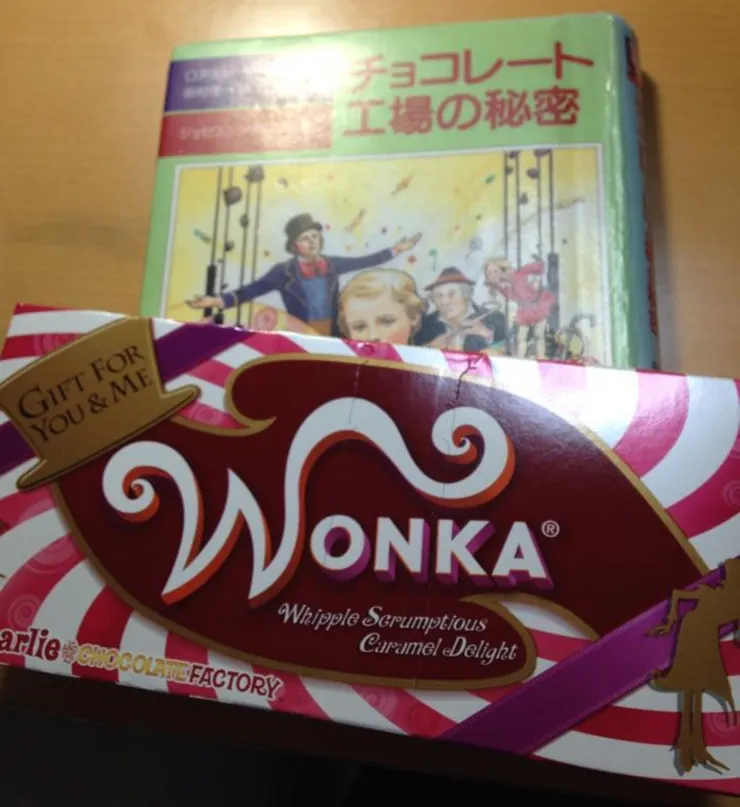 チョコレート
工場の秘密
GIFT FOR
YOU & ME
WONKA®
Whipple Scrumptious
Caramel Delight
arlie CHOCOLATE FACTORY